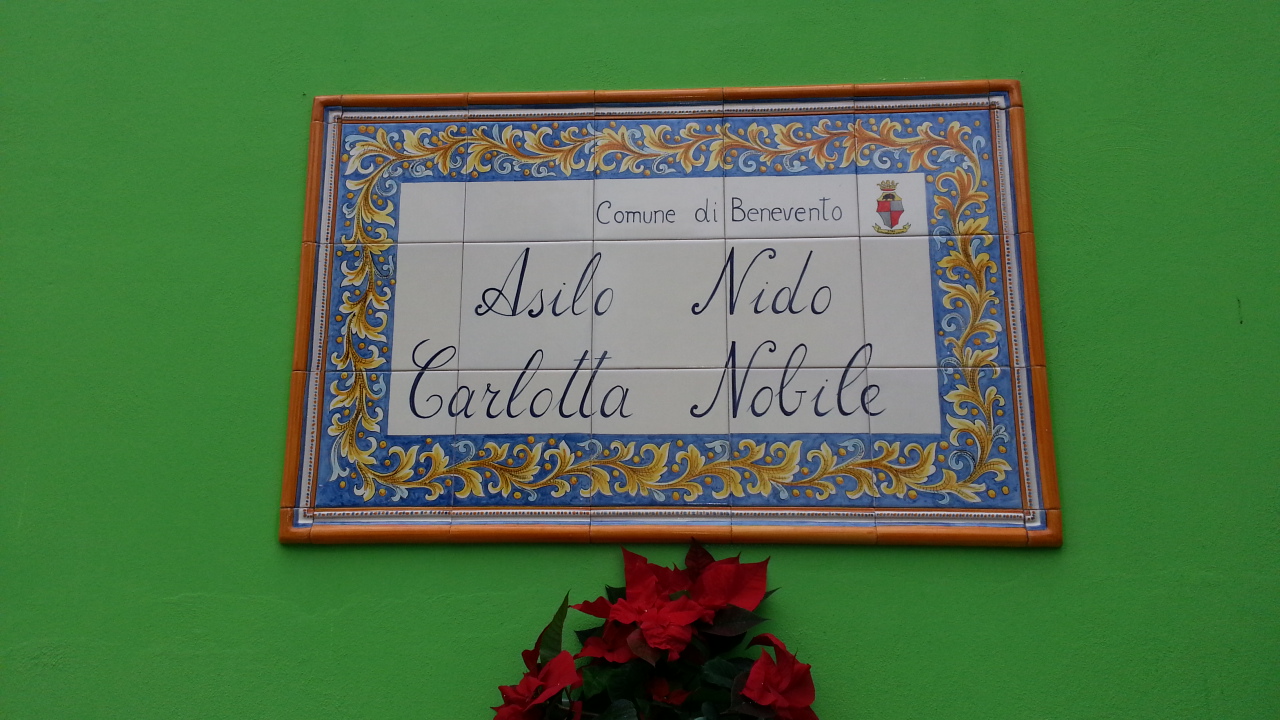 Comune di Benevento
Asilo Nido
Carlotta Nobile